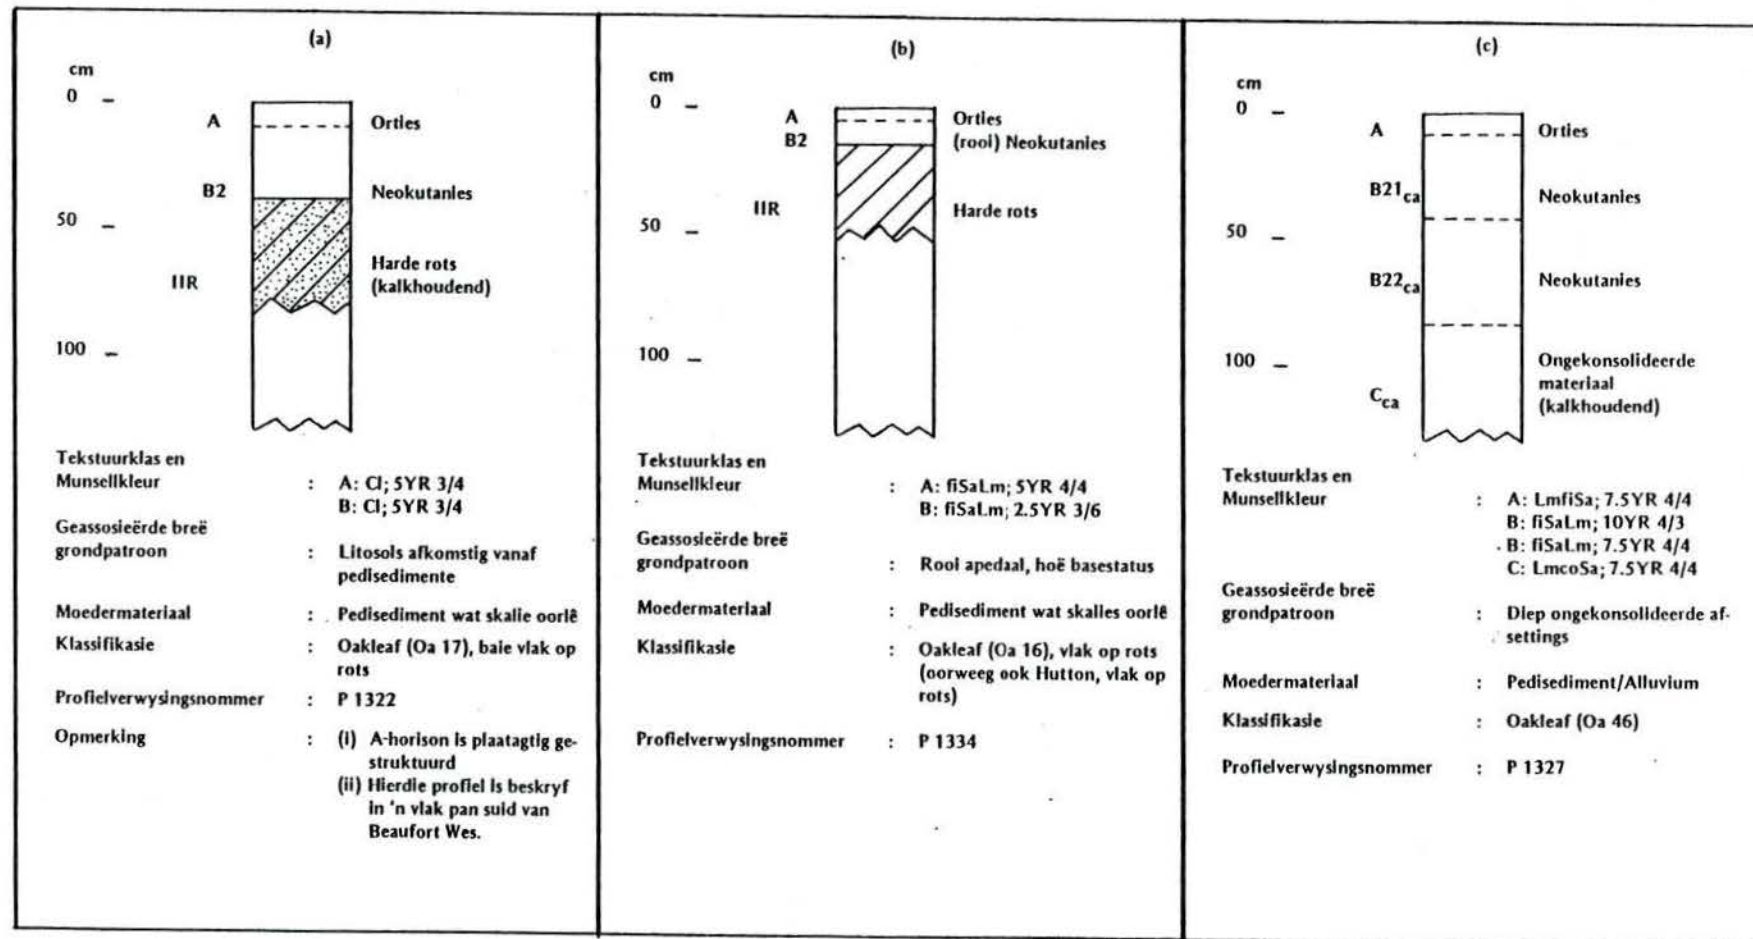 (a)
cm
0
A
Orties
B2
Neokutanies
50
Harde rots
(kalkhoudend)
IIR
100
Tekstuurklas en
Munsellkleur : A: Cl; 5YR 3/4
B: Cl; 5YR 3/4
Geassosieërde breë
grondpatroon : Litosols afkomstig vanaf
pedisedimente
Moedermateriaal : Pedisediment wat skalie oorlê
Klassifikasie : Oakleaf (Oa 17), baie vlak op
rots
Profielverwysingsnommer : P 1322
Opmerking : (i) A-horison is plaatagtig ge-
struktuurd
(ii) Hierdie profiel is beskryf
in 'n vlak pan suid van
Beaufort Wes.
(b)
cm
0
A
Orties
B2
(rooi) Neokutanies
IIR
Harde rots
50
100
Tekstuurklas en
Munsellkleur : A: fiSaLm; 5YR 4/4
B: fiSaLm; 2.5YR 3/6
Geassosieërde breë
grondpatroon : Rooi apedaal, hoë basestatus
Moedermateriaal : Pedisediment wat skalies oorlê
Klassifikasie : Oakleaf (Oa 16), vlak op rots
(oorweeg ook Hutton, vlak op
rots)
Profielverwysingsnommer : P 1334
(c)
cm
0
A
Orties
B21ca
Neokutanies
50
B22ca
Neokutanies
100
Ongekonsolideerde
materiaal
(kalkhoudend)
Cca
Tekstuurklas en
Munsellkleur : A: LmfiSa; 7.5YR 4/4
B: fiSaLm; 10YR 4/3
B: fiSaLm; 7.5YR 4/4
C: LmcoSa; 7.5YR 4/4
Geassosieërde breë
grondpatroon : Diep ongekonsolideerde af-
settings
Moedermateriaal : Pedisediment/Alluvium
Klassifikasie : Oakleaf (Oa 46)
Profielverwysingsnommer : P 1327